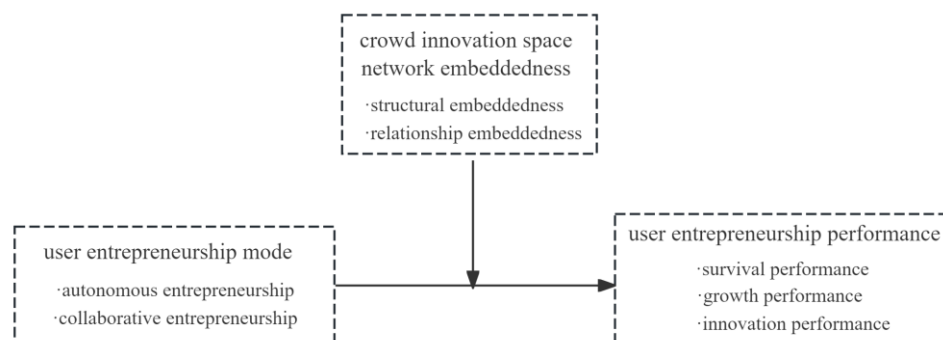 crowd innovation space
network embeddedness
·structural embeddedness
·relationship embeddedness
user entrepreneurship mode
·autonomous entrepreneurship
·collaborative entrepreneurship
user entrepreneurship performance
·survival performance
·growth performance
·innovation performance